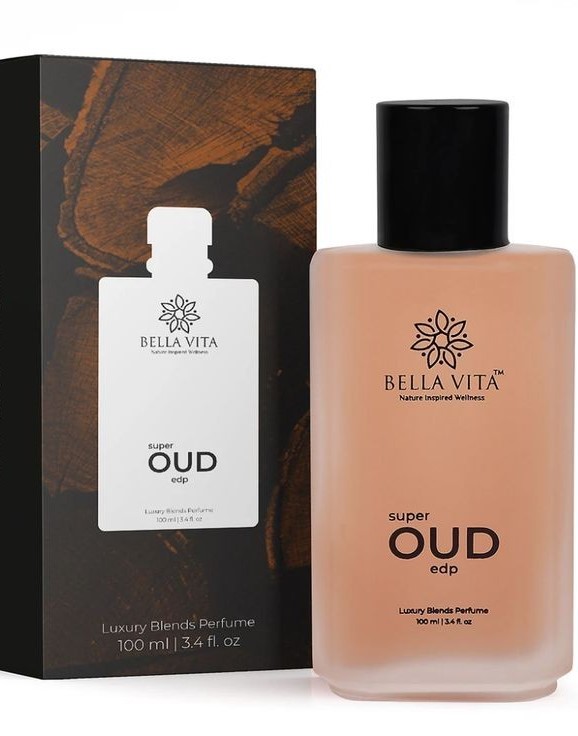 BELLA VITA
Nature Inspired Wellness
super
OUD
edp
Luxury Blends Perfume
100 ml | 3.4 fl. oz
Luxury Blends Perfume
100 ml | 3.4 fl. oz
BELLA VITA™
Nature Inspired Wellness
super
OUD
edp
Luxury Blends Perfume
100 ml | 3.4 fl. oz